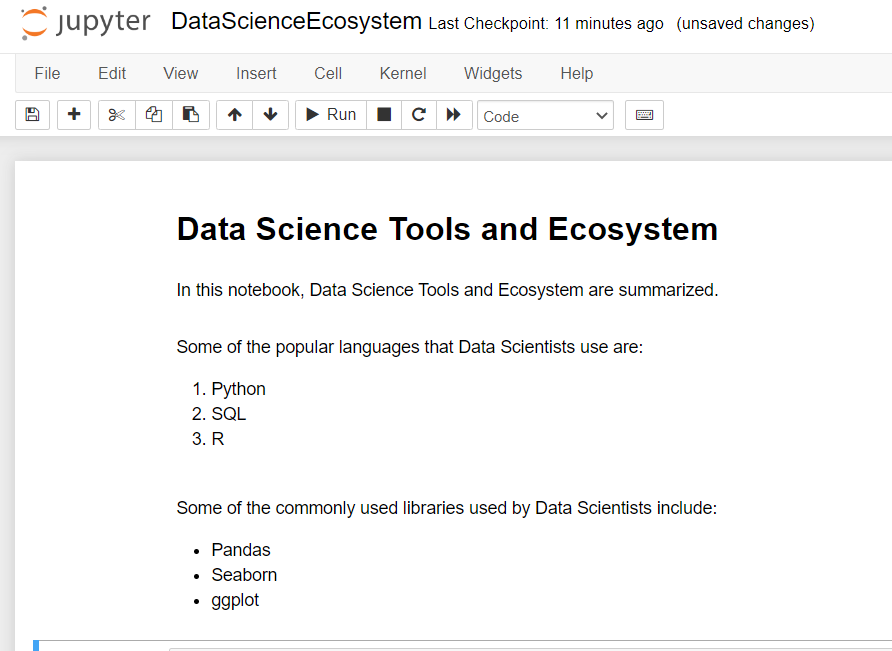 jupyter DataScienceEcosystem Last Checkpoint: 11 minutes ago (unsaved changes)
File Edit View Insert Cell Kernel Widgets Help
Run Code
Data Science Tools and Ecosystem
In this notebook, Data Science Tools and Ecosystem are summarized.
Some of the popular languages that Data Scientists use are:
1. Python
2. SQL
3. R
Some of the commonly used libraries used by Data Scientists include:
• Pandas
• Seaborn
• ggplot